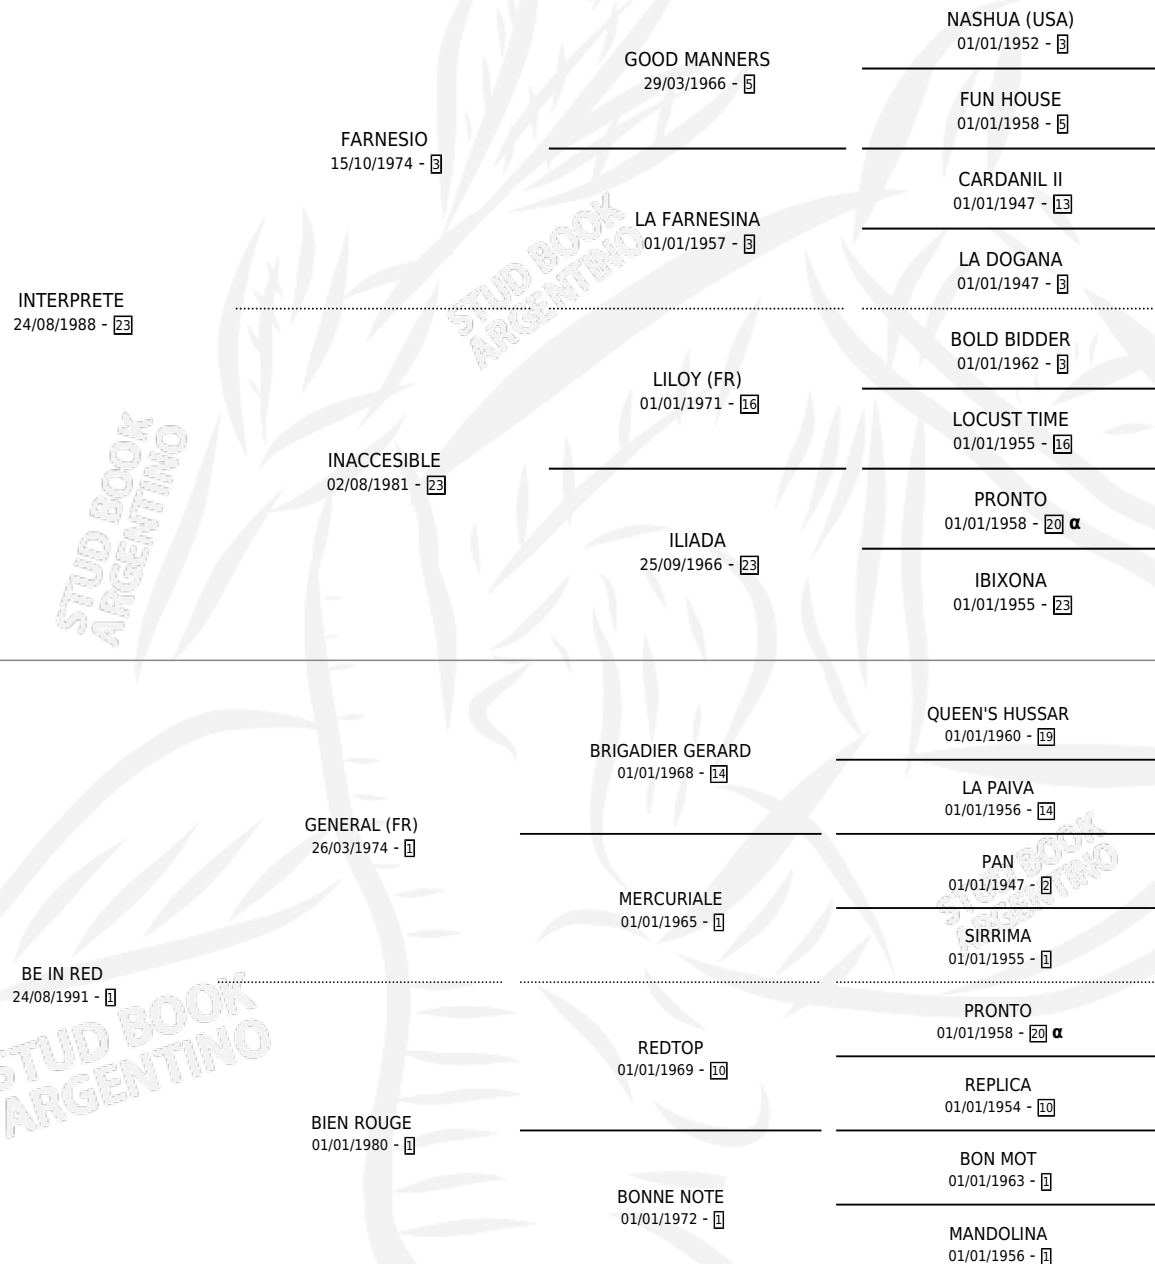 NASHUA (USA)
01/01/1952 - 3
GOOD MANNERS
29/03/1966 - 5
FUN HOUSE
01/01/1958 - 5
FARNESIO
15/10/1974 - 3
CARDANIL II
01/01/1947 - 13
LA FARNESINA
01/01/1957 - 3
LA DOGANA
01/01/1947 - 3
INTERPRETE
24/08/1988 - 23
BOLD BIDDER
01/01/1962 - 3
LILOY (FR)
01/01/1971 - 16
LOCUST TIME
01/01/1955 - 16
INACCESIBLE
02/08/1981 - 23
PRONTO
01/01/1958 - 20 α
ILIADA
25/09/1966 - 23
IBIXONA
01/01/1955 - 23
QUEEN'S HUSSAR
01/01/1960 - 19
BRIGADIER GERARD
01/01/1968 - 14
LA PAIVA
01/01/1956 - 14
GENERAL (FR)
26/03/1974 - 1
PAN
01/01/1947 - 2
MERCURIALE
01/01/1965 - 1
SIRRIMA
01/01/1955 - 1
BE IN RED
24/08/1991 - 1
PRONTO
01/01/1958 - 20 α
REDTOP
01/01/1969 - 10
REPLICA
01/01/1954 - 10
BIEN ROUGE
01/01/1980 - 1
BON MOT
01/01/1963 - 1
BONNE NOTE
01/01/1972 - 1
MANDOLINA
01/01/1956 - 1
STUD BOOK
ARGENTINO
STUD BOOK
ARGENTINO
STUD BOOK
ARGENTINO
STUD BOOK
ARGENTINO